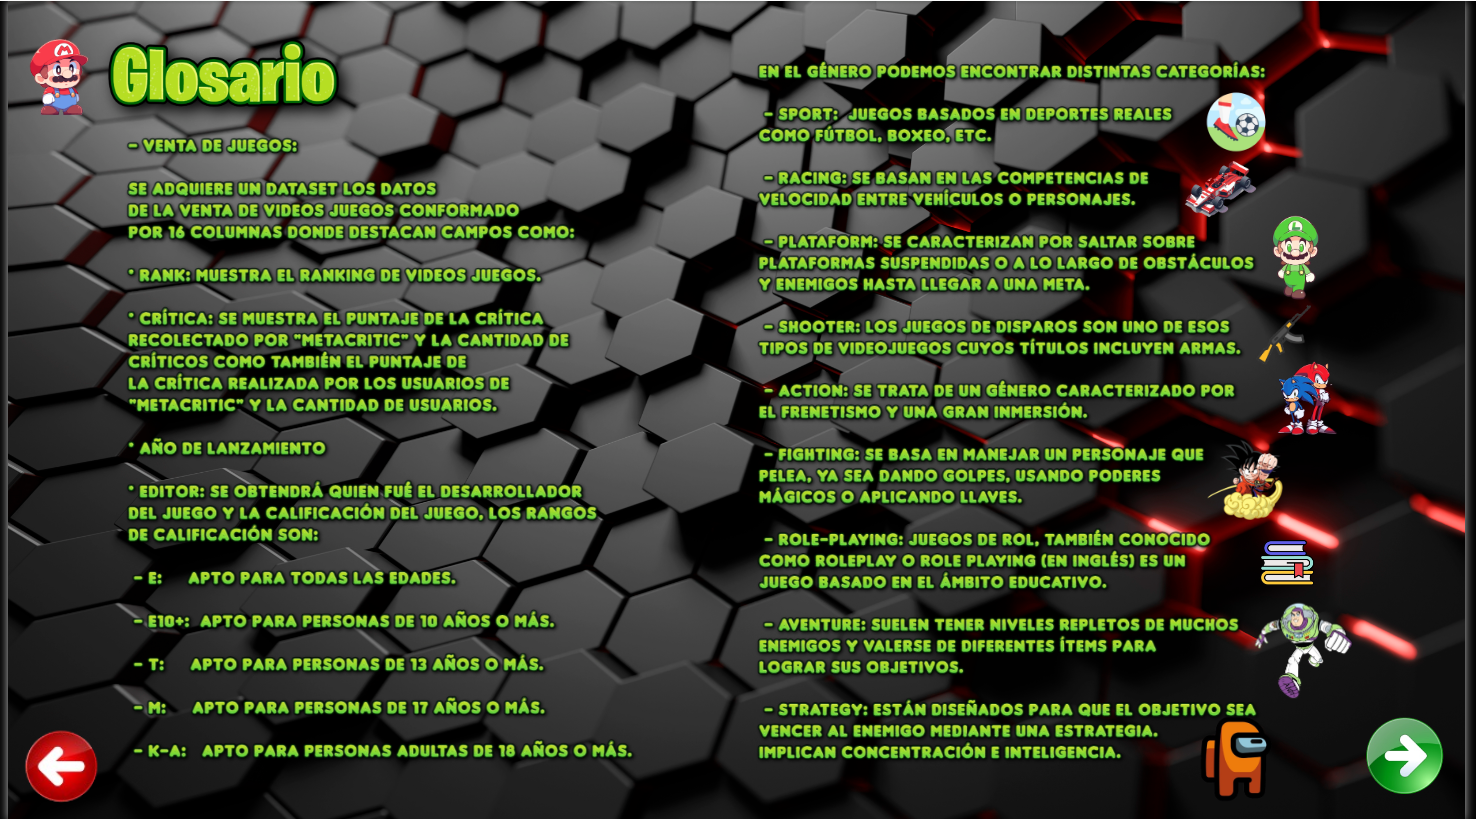 Glosario
- VENTA DE JUEGOS:
SE ADQUIERE UN DATASET LOS DATOS
DE LA VENTA DE VIDEOS JUEGOS CONFORMADO
POR 16 COLUMNAS DONDE DESTACAN CAMPOS COMO:
* RANK: MUESTRA EL RANKING DE VIDEOS JUEGOS.
* CRÍTICA: SE MUESTRA EL PUNTAJE DE LA CRÍTICA
RECOLECTADO POR "METACRITIC" Y LA CANTIDAD DE
CRÍTICOS COMO TAMBIÉN EL PUNTAJE DE
LA CRÍTICA REALIZADA POR LOS USUARIOS DE
"METACRITIC" Y LA CANTIDAD DE USUARIOS.
* AÑO DE LANZAMIENTO
* EDITOR: SE OBTENDRÁ QUIEN FUÉ EL DESARROLLADOR
DEL JUEGO Y LA CALIFICACIÓN DEL JUEGO, LOS RANGOS
DE CALIFICACIÓN SON:
- E: APTO PARA TODAS LAS EDADES.
- E10+: APTO PARA PERSONAS DE 10 AÑOS O MÁS.
- T: APTO PARA PERSONAS DE 13 AÑOS O MÁS.
- M: APTO PARA PERSONAS DE 17 AÑOS O MÁS.
- K-A: APTO PARA PERSONAS ADULTAS DE 18 AÑOS O MÁS.
EN EL GÉNERO PODEMOS ENCONTRAR DISTINTAS CATEGORÍAS:
- SPORT: JUEGOS BASADOS EN DEPORTES REALES
COMO FÚTBOL, BOXEO, ETC.
- RACING: SE BASAN EN LAS COMPETENCIAS DE
VELOCIDAD ENTRE VEHÍCULOS O PERSONAJES.
- PLATAFORM: SE CARACTERIZAN POR SALTAR SOBRE
PLATAFORMAS SUSPENDIDAS O A LO LARGO DE OBSTÁCULOS
Y ENEMIGOS HASTA LLEGAR A UNA META.
- SHOOTER: LOS JUEGOS DE DISPAROS SON UNO DE ESOS
TIPOS DE VIDEOJUEGOS CUYOS TÍTULOS INCLUYEN ARMAS.
- ACTION: SE TRATA DE UN GÉNERO CARACTERIZADO POR
EL FRENETISMO Y UNA GRAN INMERSIÓN.
- FIGHTING: SE BASA EN MANEJAR UN PERSONAJE QUE
PELEA, YA SEA DANDO GOLPES, USANDO PODERES
MÁGICOS O APLICANDO LLAVES.
- ROLE-PLAYING: JUEGOS DE ROL, TAMBIÉN CONOCIDO
COMO ROLEPLAY O ROLE PLAYING (EN INGLÉS) ES UN
JUEGO BASADO EN EL ÁMBITO EDUCATIVO.
- AVENTURE: SUELEN TENER NIVELES REPLETOS DE MUCHOS
ENEMIGOS Y VALERSE DE DIFERENTES ÍTEMS PARA
LOGRAR SUS OBJETIVOS.
- STRATEGY: ESTÁN DISEÑADOS PARA QUE EL OBJETIVO SEA
VENCER AL ENEMIGO MEDIANTE UNA ESTRATEGIA.
IMPLICAN CONCENTRACIÓN E INTELIGENCIA.